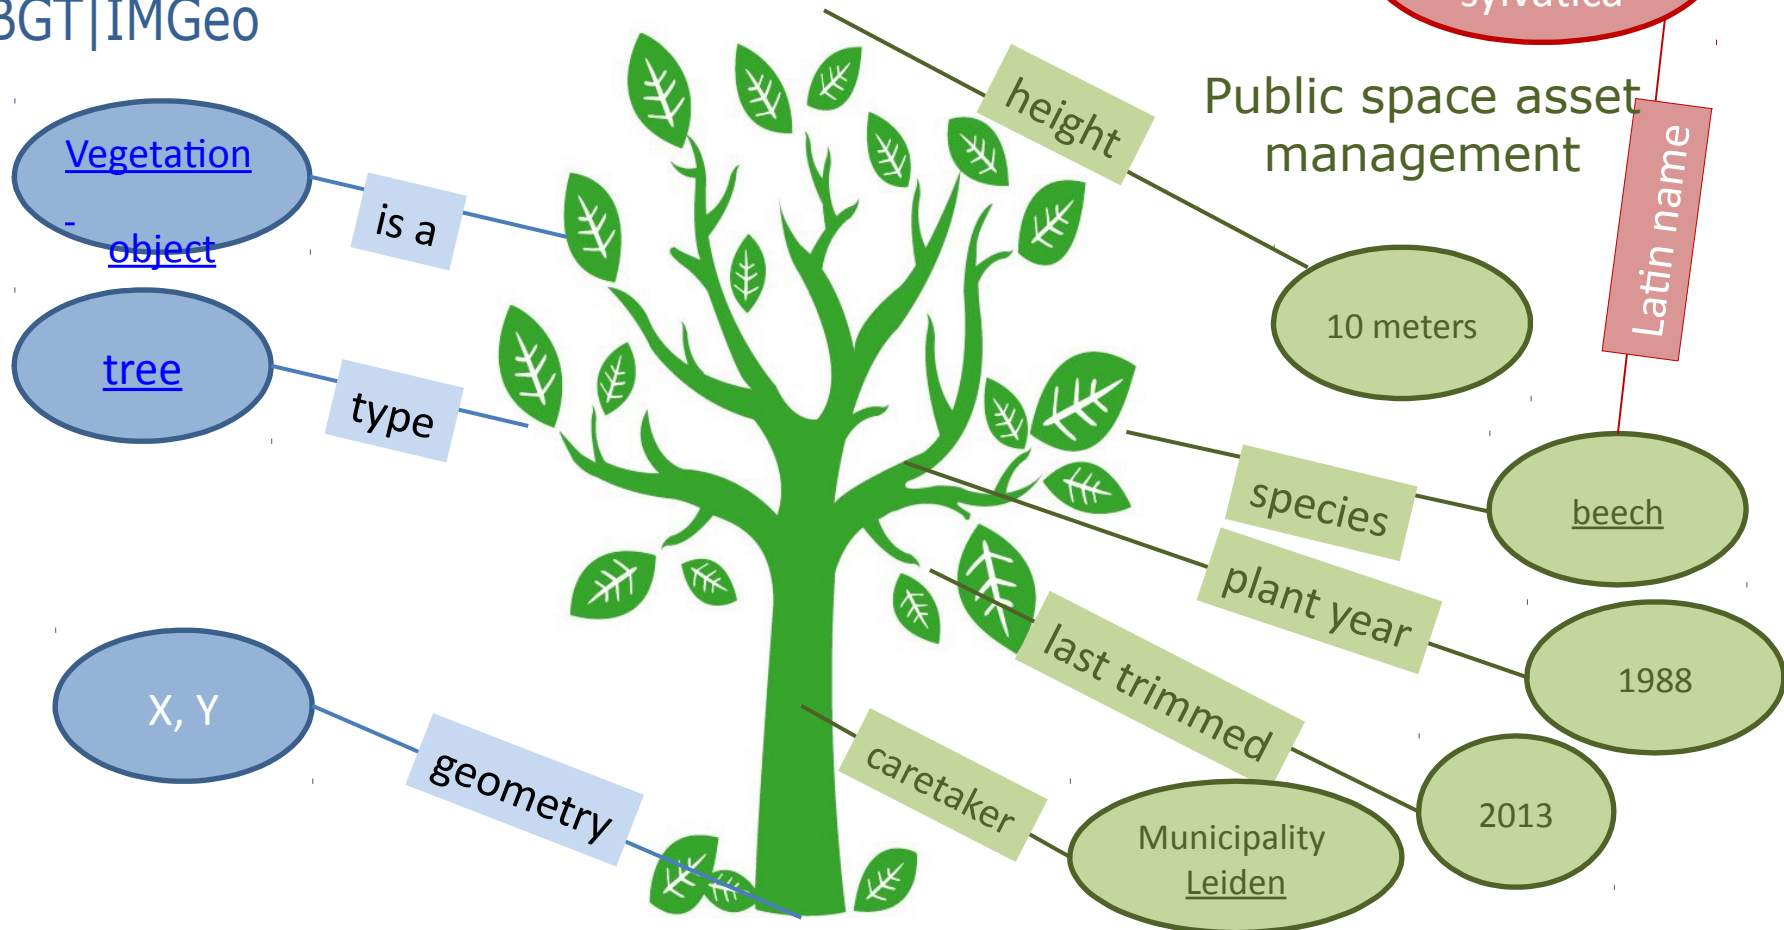 BGT|IMGeo
sylvatica
height
Public space asset
management
Latin name
Vegetation
-
object
is a
10 meters
tree
type
species
beech
plant year
1988
last trimmed
2013
X, Y
geometry
caretaker
Municipality
Leiden